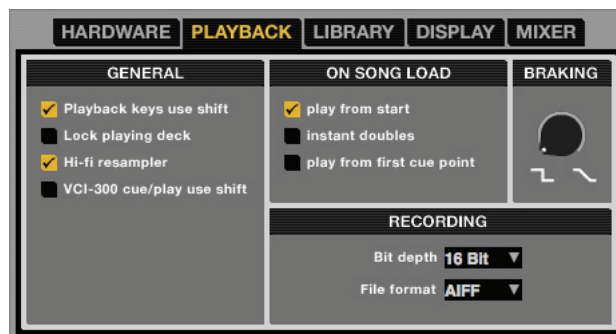 HARDWARE PLAYBACK LIBRARY DISPLAY MIXER
GENERAL
Playback keys use shift
Lock playing deck
Hi-fi resampler
VCI-300 cue/play use shift
ON SONG LOAD
play from start
instant doubles
play from first cue point
BRAKING
RECORDING
Bit depth 16 Bit
File format AIFF